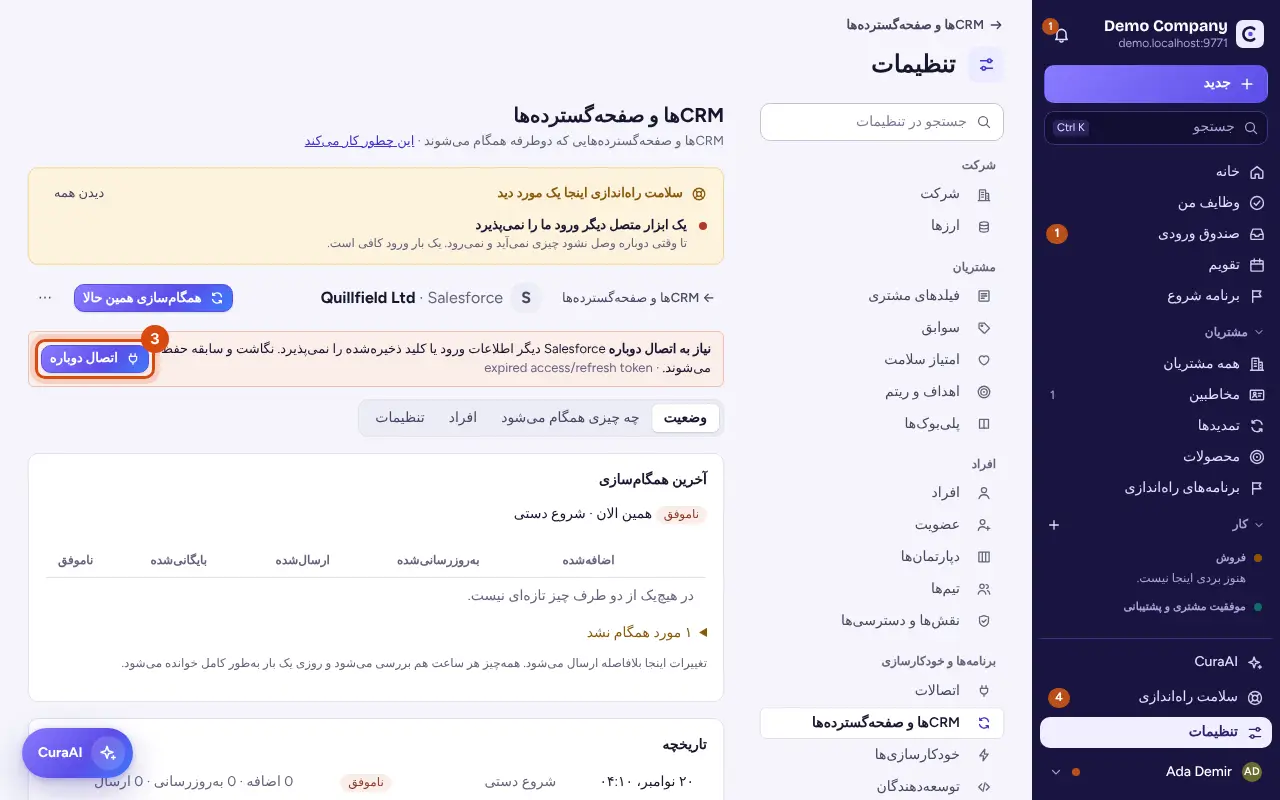 Demo Company
demo.localhost:9771
1
جدید
جستجو
Ctrl K
خانه
وظایف من
صندوق ورودی
1
تقویم
برنامه شروع
مشتریان
همه مشتریان
مخاطبین
1
تمدیدها
محصولات
برنامه‌های راه‌اندازی
کار
فروش
هنوز بردی اینجا نیست.
موفقیت مشتری و پشتیبانی
CuraAI
سلامت راه‌اندازی
4
تنظیمات
AD
Ada Demir
CRMها و صفحه‌گسترده‌ها
تنظیمات
جستجو در تنظیمات
شرکت
شرکت
ارزها
مشتریان
فیلدهای مشتری
سوابق
امتیاز سلامت
اهداف و ریتم
پلی‌بوک‌ها
افراد
افراد
عضویت
دپارتمان‌ها
تیم‌ها
نقش‌ها و دسترسی‌ها
برنامه‌ها و خودکارسازی
اتصالات
CRMها و صفحه‌گسترده‌ها
خودکارسازی‌ها
توسعه‌دهندگان
CRMها و صفحه‌گسترده‌ها
CRMها و صفحه‌گسترده‌هایی که دوطرفه همگام می‌شوند · این چطور کار می‌کند
سلامت راه‌اندازی اینجا یک مورد دید
دیدن همه
یک ابزار متصل دیگر ورود ما را نمی‌پذیرد
تا وقتی دوباره وصل نشود چیزی نمی‌آید و نمی‌رود. یک بار ورود کافی است.
CRMها و صفحه‌گسترده‌ها
S
Quillfield Ltd · Salesforce
همگام‌سازی همین حالا
نیاز به اتصال دوباره Salesforce دیگر اطلاعات ورود یا کلید ذخیره‌شده را نمی‌پذیرد. نگاشت و سابقه حفظ
می‌شوند. · expired access/refresh token
3
اتصال دوباره
وضعیت
چه چیزی همگام می‌شود
افراد
تنظیمات
آخرین همگام‌سازی
ناموفق
همین الان · شروع دستی
اضافه‌شده
به‌روزرسانی‌شده
ارسال‌شده
بایگانی‌شده
ناموفق
در هیچ‌یک از دو طرف چیز تازه‌ای نیست.
۱ مورد همگام نشد
تغییرات اینجا بلافاصله ارسال می‌شود. همه‌چیز هر ساعت هم بررسی می‌شود و روزی یک بار به‌طور کامل خوانده می‌شود.
تاریخچه
۲۰ نوامبر، ۰۴:۱۰
شروع دستی
ناموفق
0 اضافه · 0 به‌روزرسانی · 0 ارسال
CuraAI